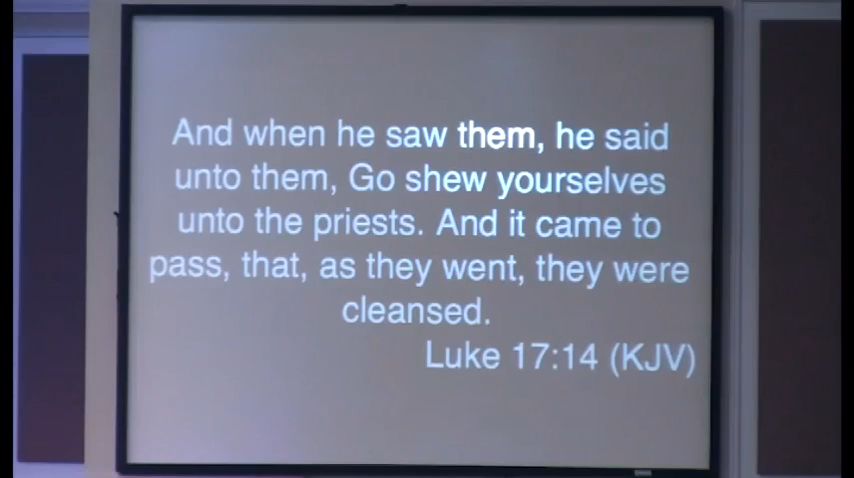 And when he saw them, he said
unto them, Go shew yourselves
unto the priests. And it came to
pass, that, as they went, they were
cleansed.
Luke 17:14 (KJV)